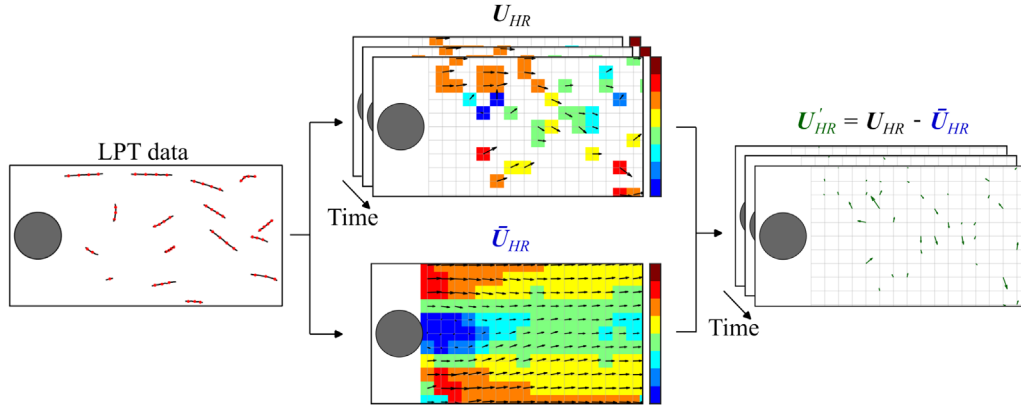 U_HR
U'_HR = U_HR - Ū_HR
LPT data
Time
Ū_HR
Time